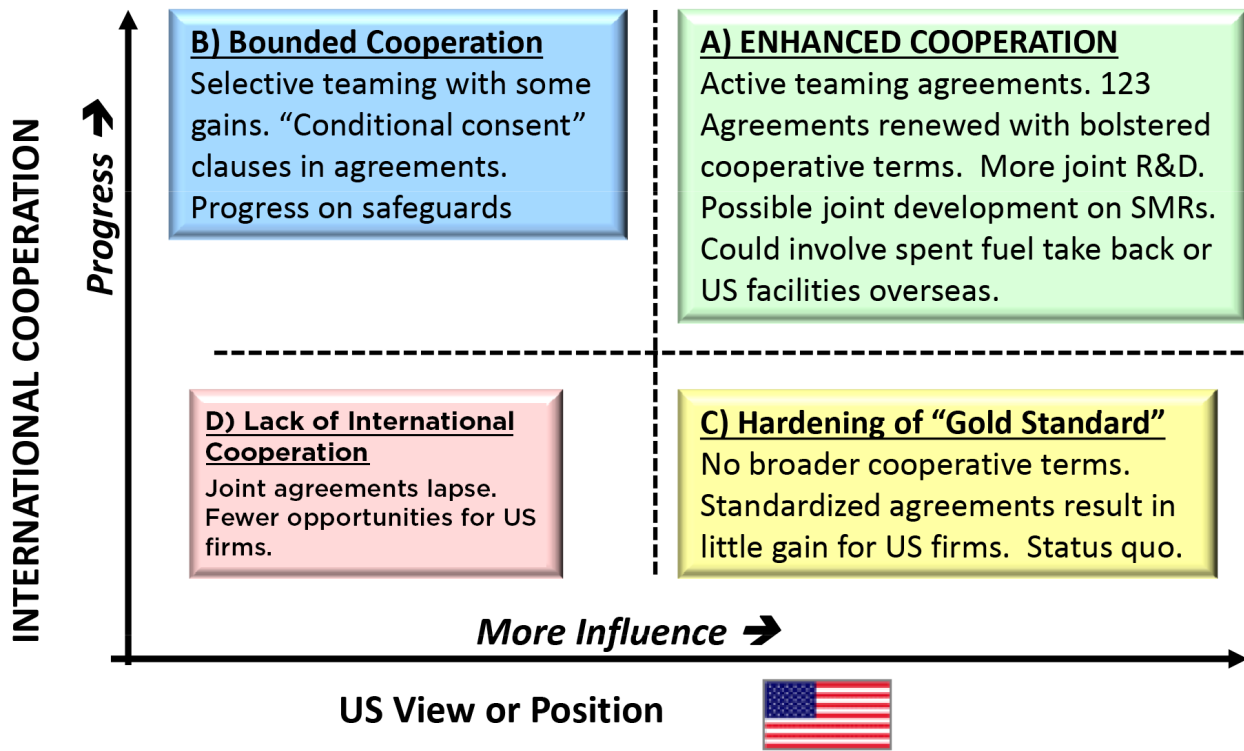 INTERNATIONAL COOPERATION
Progress ➔
B) Bounded Cooperation
Selective teaming with some
gains. “Conditional consent”
clauses in agreements.
Progress on safeguards
A) ENHANCED COOPERATION
Active teaming agreements. 123
Agreements renewed with bolstered
cooperative terms.  More joint R&D.
Possible joint development on SMRs.
Could involve spent fuel take back or
US facilities overseas.
D) Lack of International
Cooperation
Joint agreements lapse.
Fewer opportunities for US
firms.
C) Hardening of “Gold Standard”
No broader cooperative terms.
Standardized agreements result in
little gain for US firms.  Status quo.
More Influence ➔
US View or Position